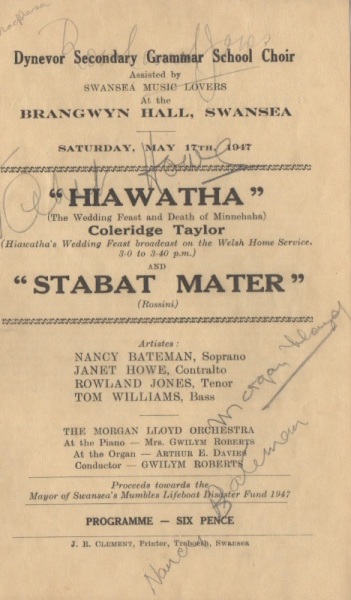 Dynevor Secondary Grammar School Choir
Assisted by
SWANSEA MUSIC LOVERS
At the
BRANGWYN HALL, SWANSEA
SATURDAY, MAY 17TH, 1947
Howe
“ HIAWATHA ”
(The Wedding Feast and Death of Minnehaha)
Coleridge Taylor
(Hiawatha's Wedding Feast broadcast on the Welsh Home Service.
3-0 to 3-40 p.m.)
AND
“ STABAT MATER ”
(Rossini)
Artistes :
NANCY BATEMAN, Soprano
JANET HOWE, Contralto
ROWLAND JONES, Tenor
TOM WILLIAMS, Bass
Morgan
THE MORGAN LLOYD ORCHESTRA
At the Piano — Mrs. GWILYM ROBERTS
At the Organ — ARTHUR E. DAVIES
Conductor — GWILYM ROBERTS
Nancy Bateman
Proceeds towards the
Mayor of Swansea's Mumbles Lifeboat Disaster Fund 1947
PROGRAMME — SIX PENCE
J. R. CLEMENT, Printer, Treboeth, Swansea